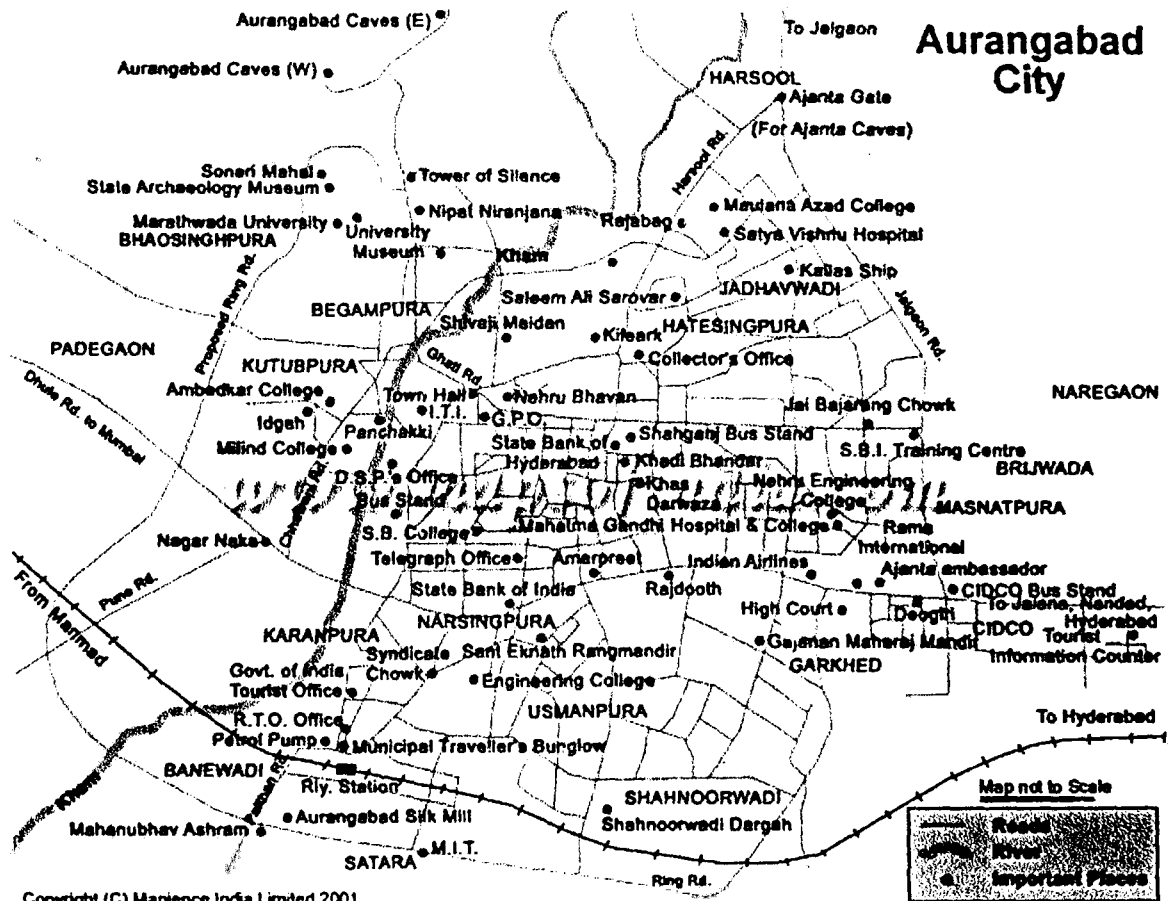 Aurangabad Caves (E)
To Jelgaon
Aurangabad
City
Aurangabad Caves (W)
HARSOOL
Ajanta Gate
(For Ajanta Caves)
Harsool Rd.
Soneri Mahal
Tower of Silence
State Archaeology Museum
Nipat Niranjana
Maulana Azad College
Marathwada University
Rajabag
BHAOSINGHPURA
University
Museum
Satya Vishnu Hospital
Kham
Kailas Ship
JADHAVWADI
Proposed Ring Rd.
Saleem Ali Sarovar
BEGAMPURA
Shivaji Maidan
HATESINGPURA
Jalgaon Rd.
Kileark
PADEGAON
Collector's Office
Ghati Rd
KUTUBPURA
Dhule Rd. to Mumbai
Ambedkar College
Town Hall
Nehru Bhavan
NAREGAON
Jai Bajarang Chowk
I.T.I.
G.P.O.
Idgah
Panchakki
Shahganj Bus Stand
State Bank of
Hyderabad
S.B.I. Training Centre
Milind College
Khadi Bhandar
BRIJWADA
D.S.P. Office
Khas
Darwaza
Nehru Engineering
College
Bus Stand
MASNATPURA
Chhawani Rd.
Mahatma Gandhi Hospital & College
S.B. College
Rama
International
Nagar Naka
Telegraph Office
Amarpreet
Indian Airlines
Ajanta ambassador
Pune Rd.
State Bank of India
Rajdooth
CIDCO Bus Stand
From Manmad
High Court
Deogiri
To Jalana, Nanded,
Hyderabad
NARSINGPURA
CIDCO
Tourist
Information Counter
KARANPURA
Sant Eknath Rangmandir
Gajanan Maharaj Mandir
GARKHED
Syndicate
Chowk
Govt. of India
Tourist Office
Engineering College
USMANPURA
To Hyderabad
R.T.O. Office
Petrol Pump
Municipal Traveller's Bunglow
BANEWADI
Rly. Station
Map not to Scale
Kham
Paithan Rd.
SHAHNOORWADI
Shahnoorwadi Dargah
Aurangabad Silk Mill
Mahanubhav Ashram
M.I.T.
SATARA
Ring Rd.
Roads
River
Important Places
Copyright (C) Mapience India Limited 2001